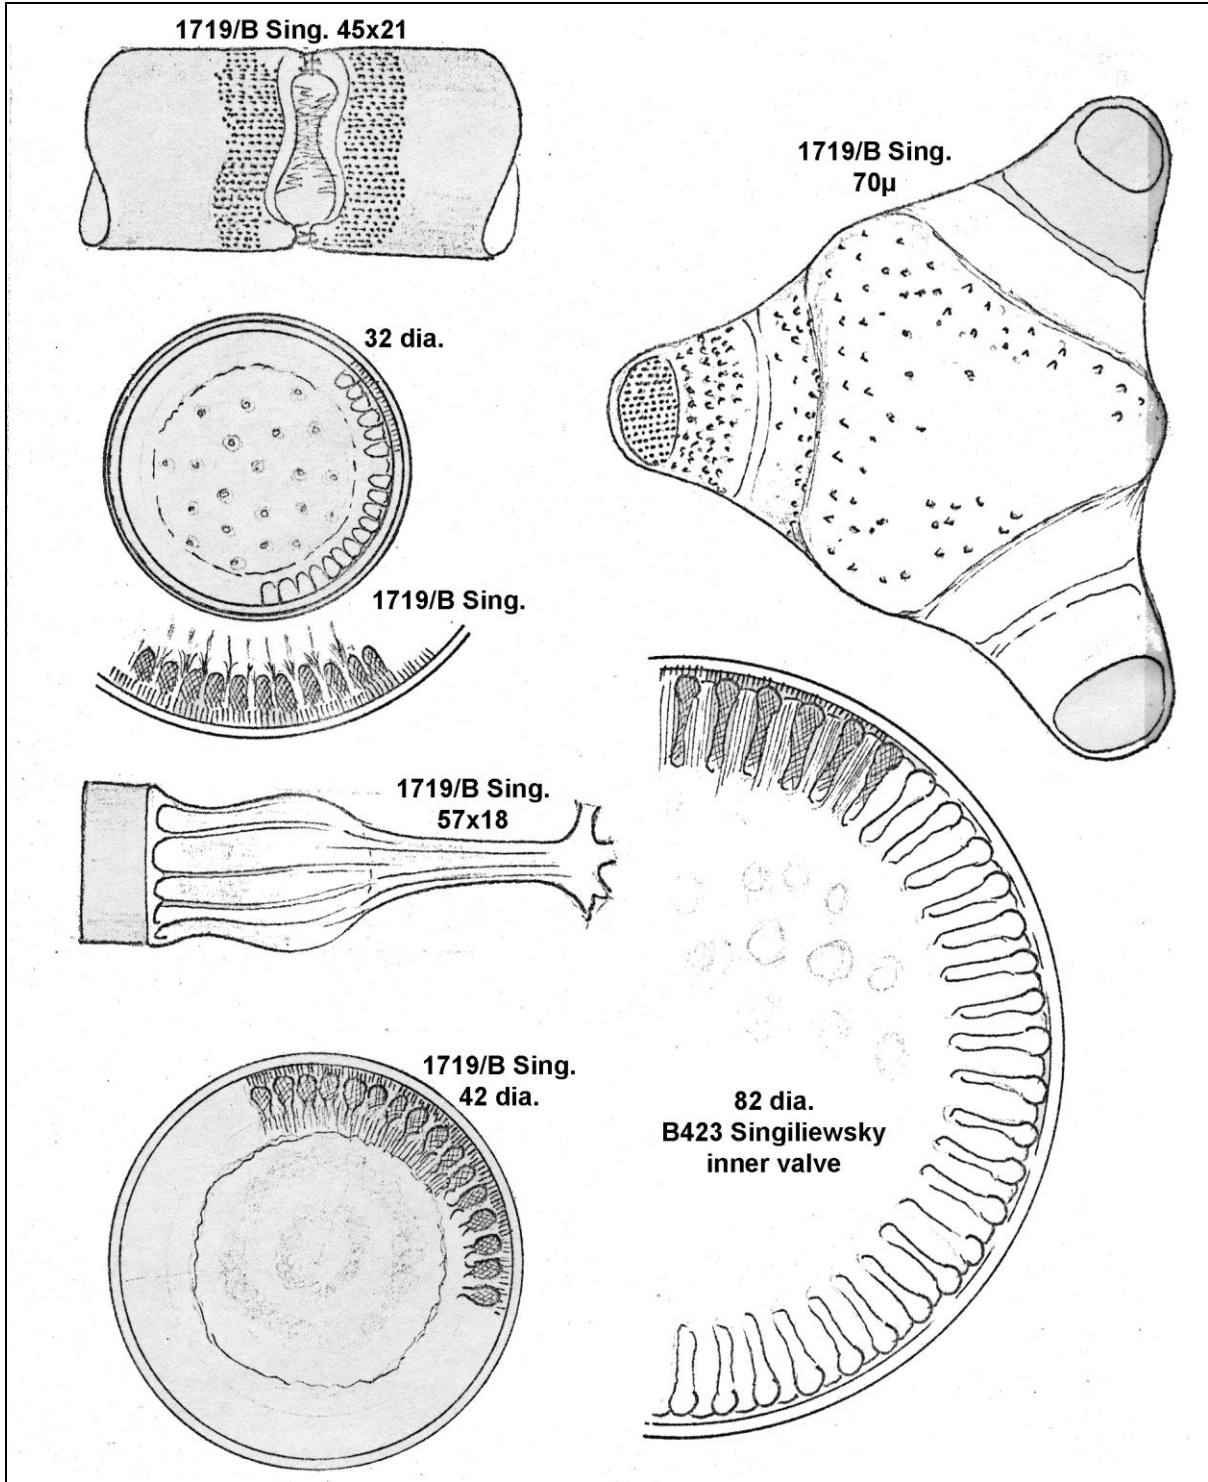 1719/B Sing. 45x21
1719/B Sing.
70µ
32 dia.
1719/B Sing.
1719/B Sing.
57x18
1719/B Sing.
42 dia.
82 dia.
B423 Singiliewsky
inner valve